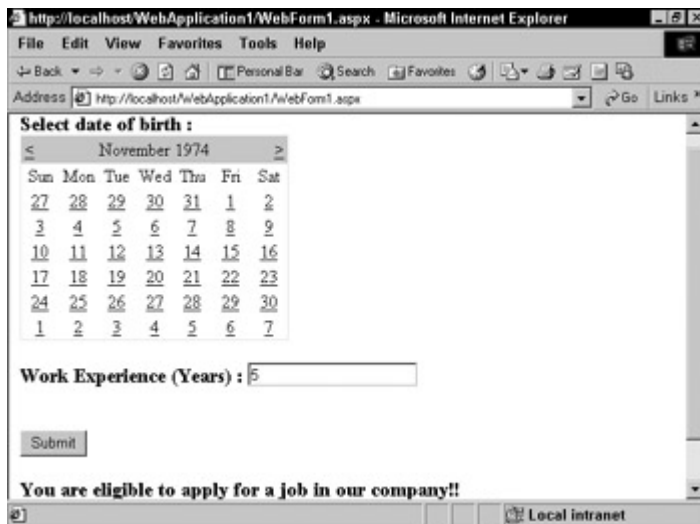 http://localhost/WebApplication1/WebForm1.aspx - Microsoft Internet Explorer
File Edit View Favorites Tools Help
Back Personal Bar Search Favorites
Address http://localhost/WebApplication1/WebForm1.aspx Go Links »
Select date of birth :
< November 1974 >
Sun Mon Tue Wed Thu Fri Sat
27 28 29 30 31 1 2
3 4 5 6 7 8 9
10 11 12 13 14 15 16
17 18 19 20 21 22 23
24 25 26 27 28 29 30
1 2 3 4 5 6 7
Work Experience (Years) : 5
Submit
You are eligible to apply for a job in our company!!
Local intranet